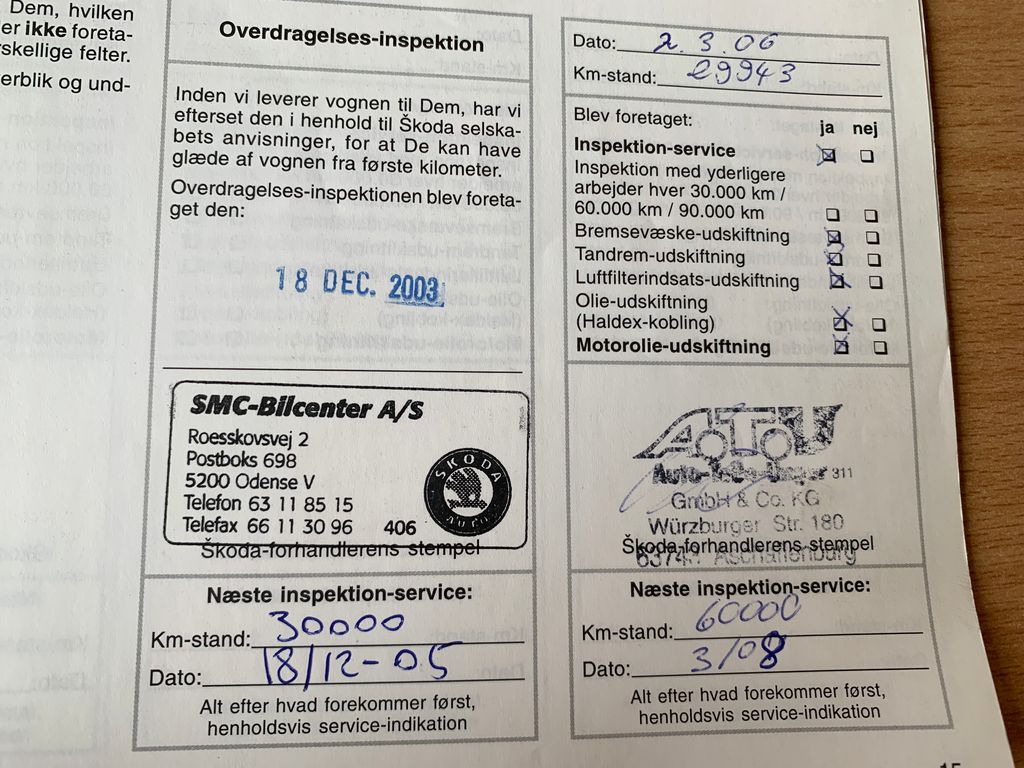 Dem, hvilken
er ikke foreta-
skellige felter.
erblik og und-
Overdragelses-inspektion
Inden vi leverer vognen til Dem, har vi
efterset den i henhold til Škoda selska-
bets anvisninger, for at De kan have
glæde af vognen fra første kilometer.
Overdragelses-inspektionen blev foreta-
get den:
18 DEC. 2003
SMC-Bilcenter A/S
Roesskovsvej 2
Postboks 698
5200 Odense V
Telefon 63 11 85 15
Telefax 66 11 30 96 406
SKODA
AUTO
Škoda-forhandlerens stempel
Næste inspektion-service:
Km-stand: 30000
Dato: 18/12-05
Alt efter hvad forekommer først,
henholdsvis service-indikation
Dato: 2.3.06
Km-stand: 29943
Blev foretaget: ja nej
Inspektion-service
Inspektion med yderligere
arbejder hver 30.000 km /
60.000 km / 90.000 km
Bremsevæske-udskiftning
Tandrem-udskiftning
Luftfilterindsats-udskiftning
Olie-udskiftning
(Haldex-kobling)
Motorolie-udskiftning
ATU
311
GmbH & Co. KG
Würzburger Str. 180
Škoda-forhandlerens stempel
Aschaffenburg
Næste inspektion-service:
Km-stand: 60000
Dato: 3/08
Alt efter hvad forekommer først,
henholdsvis service-indikation
15